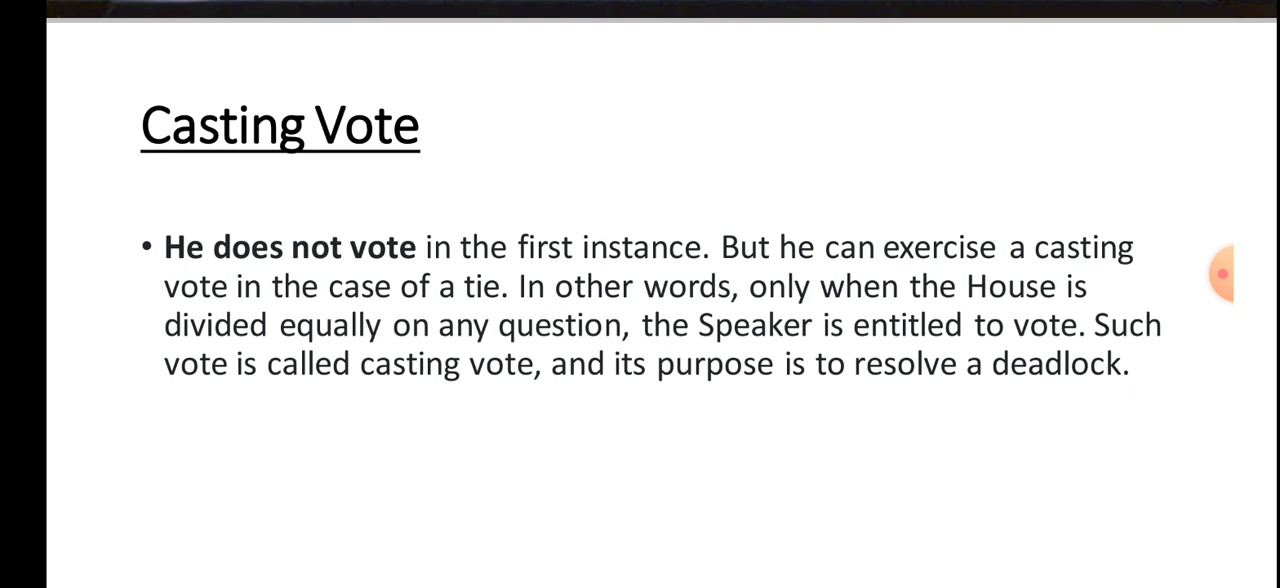 Casting Vote
• He does not vote in the first instance. But he can exercise a casting
vote in the case of a tie. In other words, only when the House is
divided equally on any question, the Speaker is entitled to vote. Such
vote is called casting vote, and its purpose is to resolve a deadlock.